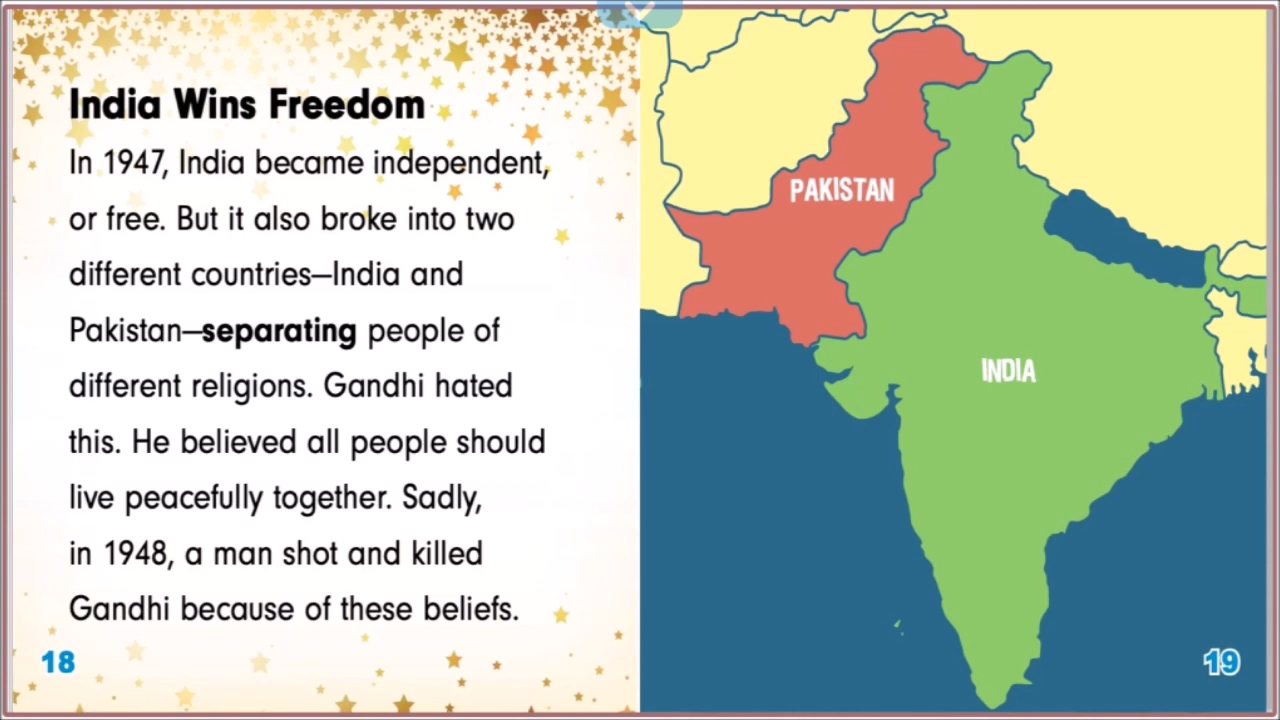 India Wins Freedom
In 1947, India became independent,
or free. But it also broke into two
different countries—India and
Pakistan—separating people of
different religions. Gandhi hated
this. He believed all people should
live peacefully together. Sadly,
in 1948, a man shot and killed
Gandhi because of these beliefs.
18
PAKISTAN
INDIA
19